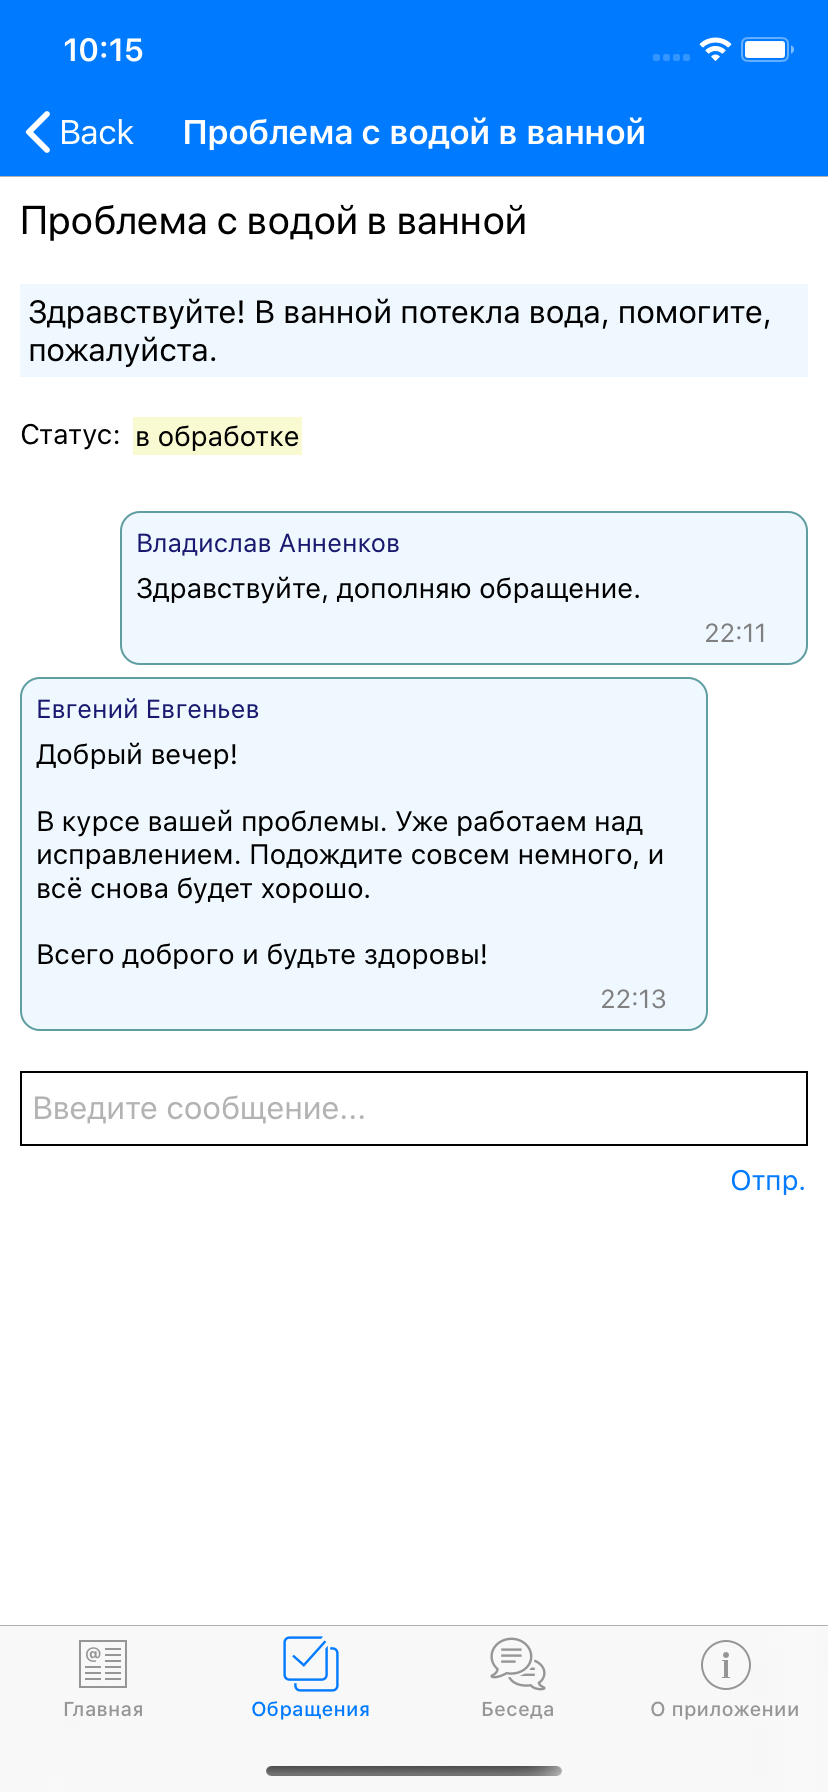 10:15
Back Проблема с водой в ванной
Проблема с водой в ванной
Здравствуйте! В ванной потекла вода, помогите,
пожалуйста.
Статус: в обработке
Владислав Анненков
Здравствуйте, дополняю обращение.
22:11
Евгений Евгеньев
Добрый вечер!
В курсе вашей проблемы. Уже работаем над
исправлением. Подождите совсем немного, и
всё снова будет хорошо.
Всего доброго и будьте здоровы!
22:13
Введите сообщение...
Отпр.
Главная Обращения Беседа О приложении